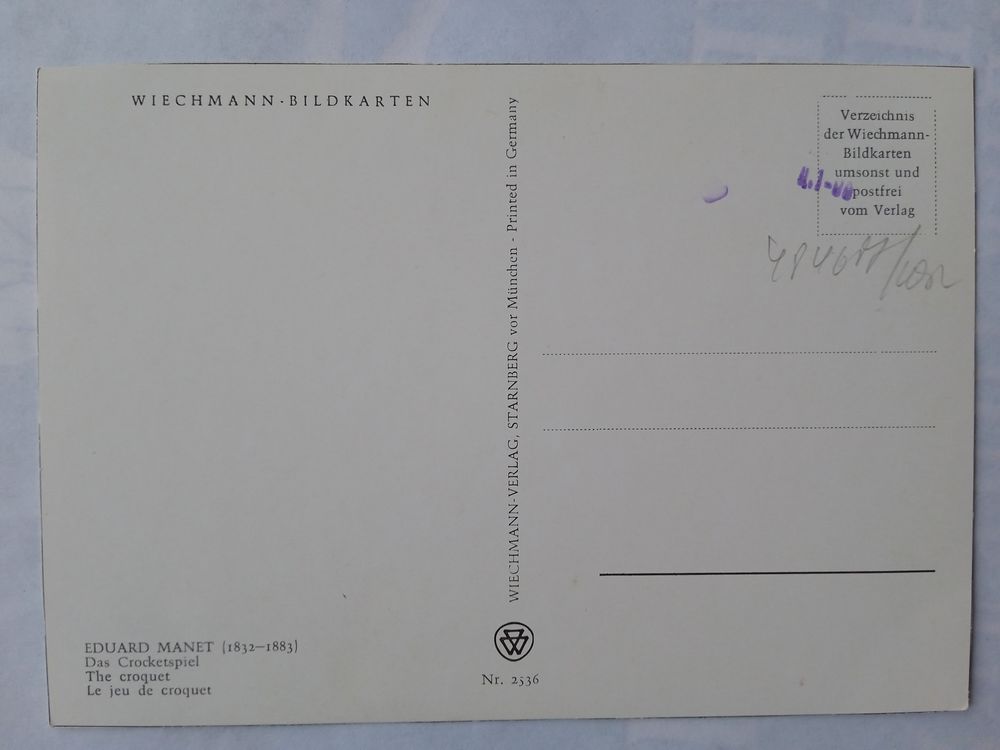 WIECHMANN·BILDKARTEN
Verzeichnis
der Wiechmann-
Bildkarten
umsonst und
postfrei
vom Verlag
WIECHMANN-VERLAG, STARNBERG vor München - Printed in Germany
EDUARD MANET (1832–1883)
Das Crocketspiel
The croquet
Le jeu de croquet
Nr. 2536